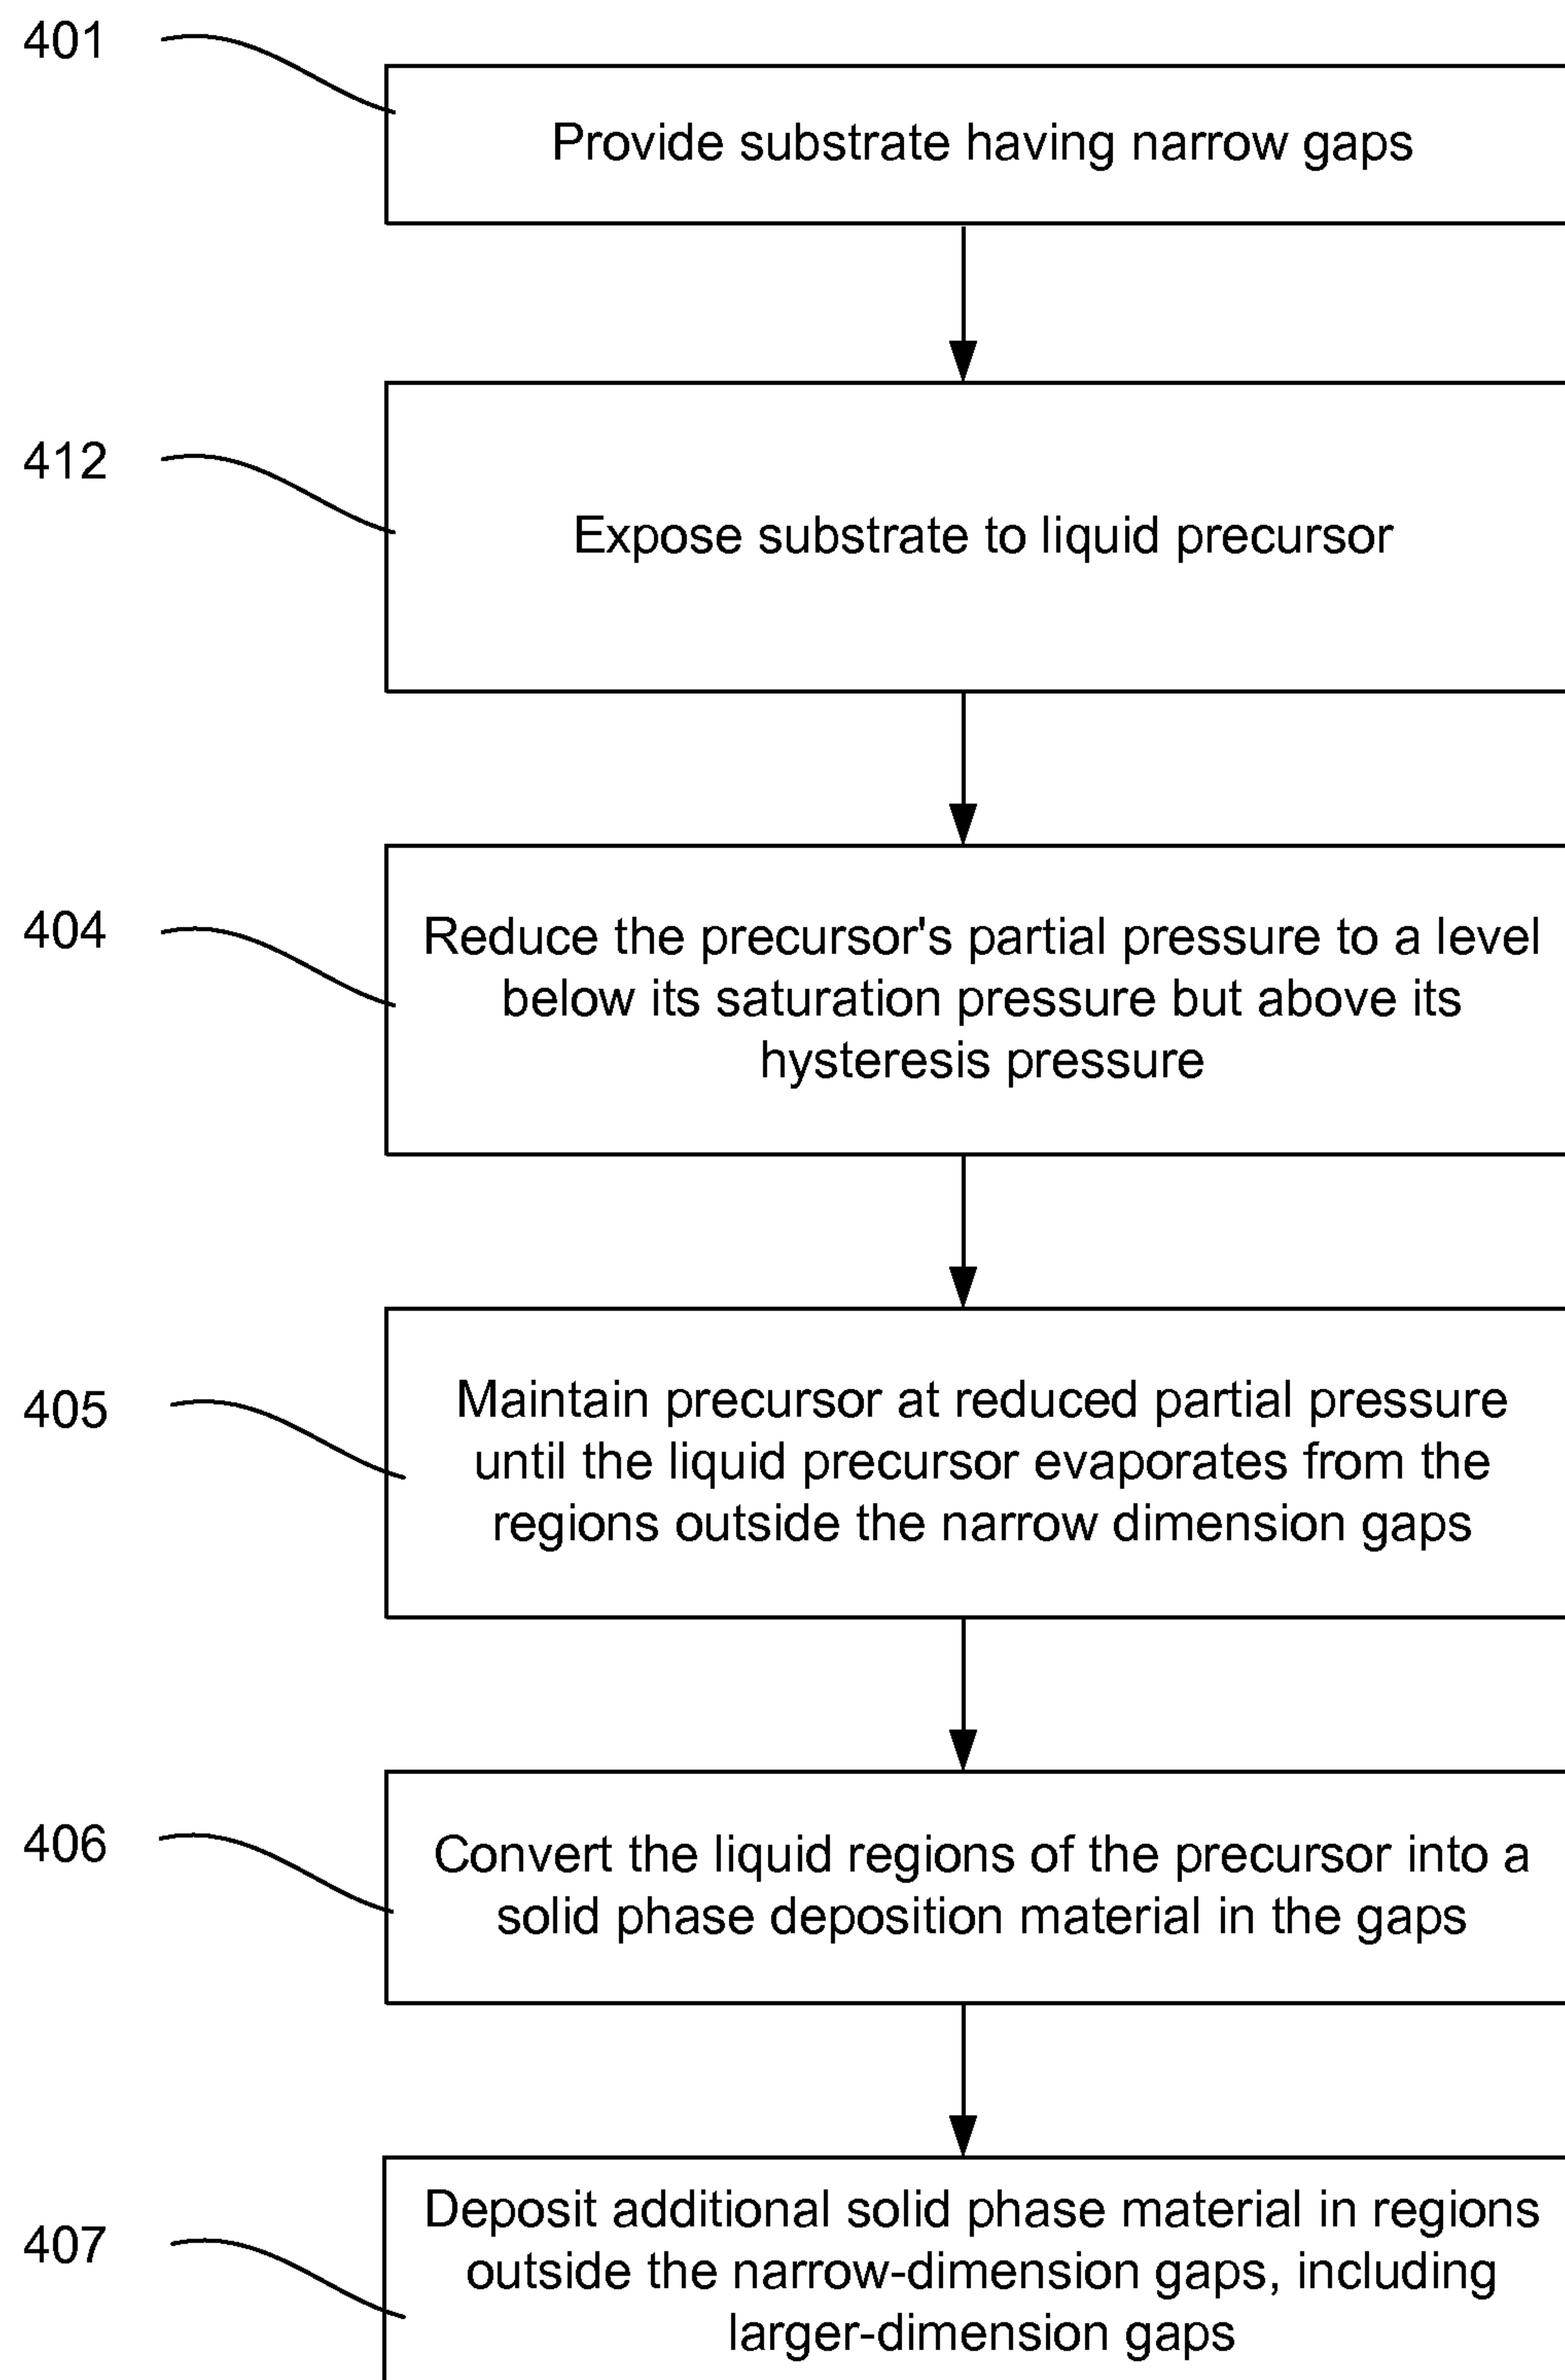 401
Provide substrate having narrow gaps
412
Expose substrate to liquid precursor
404
Reduce the precursor's partial pressure to a level
below its saturation pressure but above its
hysteresis pressure
405
Maintain precursor at reduced partial pressure
until the liquid precursor evaporates from the
regions outside the narrow dimension gaps
406
Convert the liquid regions of the precursor into a
solid phase deposition material in the gaps
407
Deposit additional solid phase material in regions
outside the narrow-dimension gaps, including
larger-dimension gaps